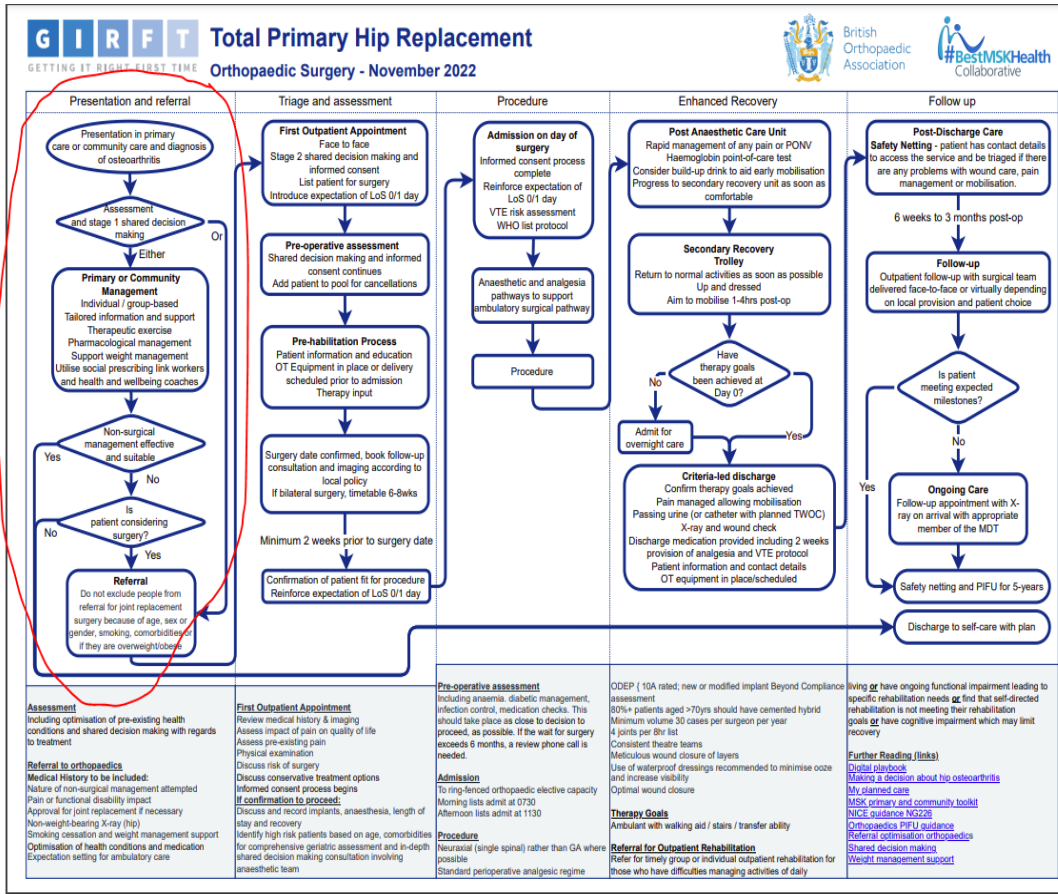 G I R F T
GETTING IT RIGHT FIRST TIME
Total Primary Hip Replacement
Orthopaedic Surgery - November 2022
British
Orthopaedic
Association
#BestMSKHealth
Collaborative
Presentation and referral
Presentation in primary
care or community care and diagnosis
of osteoarthritis
Assessment
and stage 1 shared decision
making
Or
Either
Primary or Community
Management
Individual / group-based
Tailored information and support
Therapeutic exercise
Pharmacological management
Support weight management
Utilise social prescribing link workers
and health and wellbeing coaches
Non-surgical
management effective
and suitable
Yes
No
Is
patient considering
surgery?
No
Yes
Referral
Do not exclude people from
referral for joint replacement
surgery because of age, sex or
gender, smoking, comorbidities or
if they are overweight/obese
Triage and assessment
First Outpatient Appointment
Face to face
Stage 2 shared decision making and
informed consent
List patient for surgery
Introduce expectation of LoS 0/1 day
Pre-operative assessment
Shared decision making and informed
consent continues
Add patient to pool for cancellations
Pre-habilitation Process
Patient information and education
OT Equipment in place or delivery
scheduled prior to admission
Therapy input
Surgery date confirmed, book follow-up
consultation and imaging according to
local policy
If bilateral surgery, timetable 6-8wks
Minimum 2 weeks prior to surgery date
Confirmation of patient fit for procedure
Reinforce expectation of LoS 0/1 day
Procedure
Admission on day of
surgery
Informed consent process
complete
Reinforce expectation of
LoS 0/1 day
VTE risk assessment
WHO list protocol
Anaesthetic and analgesia
pathways to support
ambulatory surgical pathway
Procedure
Enhanced Recovery
Post Anaesthetic Care Unit
Rapid management of any pain or PONV
Haemoglobin point-of-care test
Consider build-up drink to aid early mobilisation
Progress to secondary recovery unit as soon as
comfortable
Secondary Recovery
Trolley
Return to normal activities as soon as possible
Up and dressed
Aim to mobilise 1-4hrs post-op
Have
therapy goals
been achieved at
Day 0?
No
Yes
Admit for
overnight care
Criteria-led discharge
Confirm therapy goals achieved
Pain managed allowing mobilisation
Passing urine (or catheter with planned TWOC)
X-ray and wound check
Discharge medication provided including 2 weeks
provision of analgesia and VTE protocol
Patient information and contact details
OT equipment in place/scheduled
Follow up
Post-Discharge Care
Safety Netting - patient has contact details
to access the service and be triaged if there
are any problems with wound care, pain
management or mobilisation.
6 weeks to 3 months post-op
Follow-up
Outpatient follow-up with surgical team
delivered face-to-face or virtually depending
on local provision and patient choice
Is patient
meeting expected
milestones?
No
Yes
Ongoing Care
Follow-up appointment with X-
ray on arrival with appropriate
member of the MDT
Safety netting and PIFU for 5-years
Discharge to self-care with plan
Assessment
Including optimisation of pre-existing health
conditions and shared decision making with regards
to treatment
Referral to orthopaedics
Medical History to be included:
Nature of non-surgical management attempted
Pain or functional disability impact
Approval for joint replacement if necessary
Non-weight-bearing X-ray (hip)
Smoking cessation and weight management support
Optimisation of health conditions and medication
Expectation setting for ambulatory care
First Outpatient Appointment
Review medical history & imaging
Assess impact of pain on quality of life
Assess pre-existing pain
Physical examination
Discuss risk of surgery
Discuss conservative treatment options
Informed consent process begins
If confirmation to proceed:
Discuss and record implants, anaesthesia, length of
stay and recovery
Identify high risk patients based on age, comorbidities
for comprehensive geriatric assessment and in-depth
shared decision making consultation involving
anaesthetic team
Pre-operative assessment
Including anaemia. diabetic management,
infection control, medication checks. This
should take place as close to decision to
proceed, as possible. If the wait for surgery
exceeds 6 months, a review phone call is
needed.
Admission
To ring-fenced orthopaedic elective capacity
Morning lists admit at 0730
Afternoon lists admit at 1130
Procedure
Neuraxial (single spinal) rather than GA where
possible
Standard perioperative analgesic regime
ODEP { 10A rated; new or modified implant Beyond Compliance
assessment
80%+ patients aged >70yrs should have cemented hybrid
Minimum volume 30 cases per surgeon per year
4 joints per 8hr list
Consistent theatre teams
Meticulous wound closure of layers
Use of waterproof dressings recommended to minimise ooze
and increase visibility
Optimal wound closure
Therapy Goals
Ambulant with walking aid / stairs / transfer ability
Referral for Outpatient Rehabilitation
Refer for timely group or individual outpatient rehabilitation for
those who have difficulties managing activities of daily
living or have ongoing functional impairment leading to
specific rehabilitation needs or find that self-directed
rehabilitation is not meeting their rehabilitation
goals or have cognitive impairment which may limit
recovery
Further Reading (links)
Digital playbook
Making a decision about hip osteoarthritis
My planned care
MSK primary and community toolkit
NICE guidance NG226
Orthopaedics PIFU guidance
Referral optimisation orthopaedics
Shared decision making
Weight management support